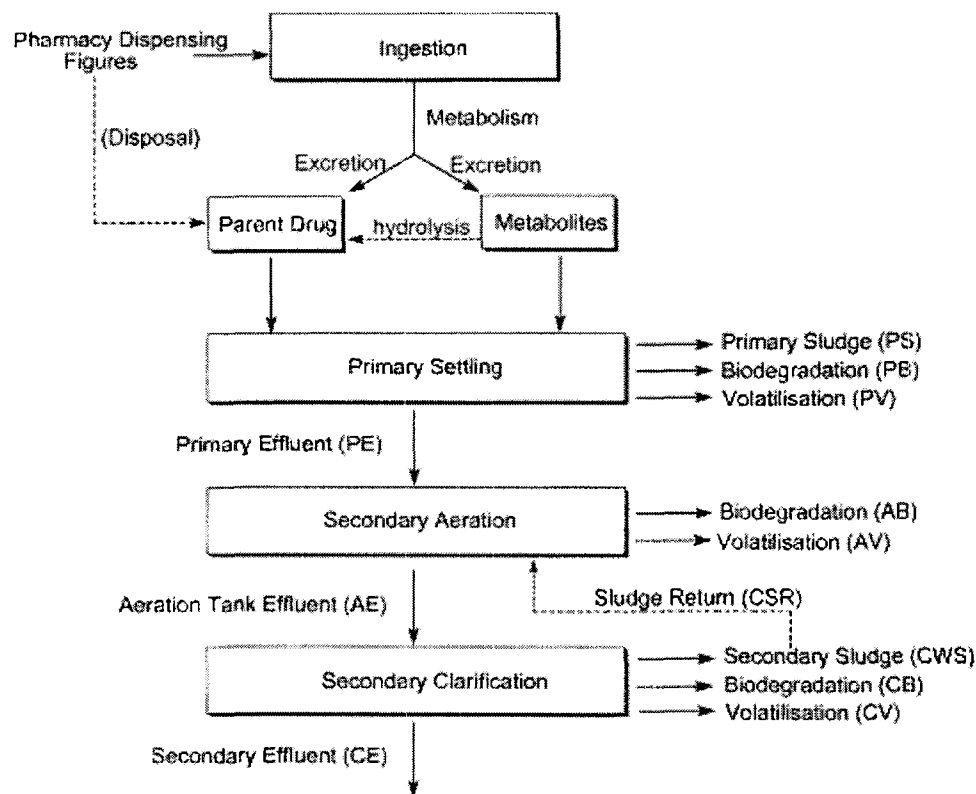 Pharmacy Dispensing
Figures
Ingestion
Metabolism
(Disposal)
Excretion
Excretion
Parent Drug
hydrolysis
Metabolites
Primary Settling
Primary Sludge (PS)
Biodegradation (PB)
Volatilisation (PV)
Primary Effluent (PE)
Secondary Aeration
Biodegradation (AB)
Volatilisation (AV)
Sludge Return (CSR)
Aeration Tank Effluent (AE)
Secondary Clarification
Secondary Sludge (CWS)
Biodegradation (CB)
Volatilisation (CV)
Secondary Effluent (CE)